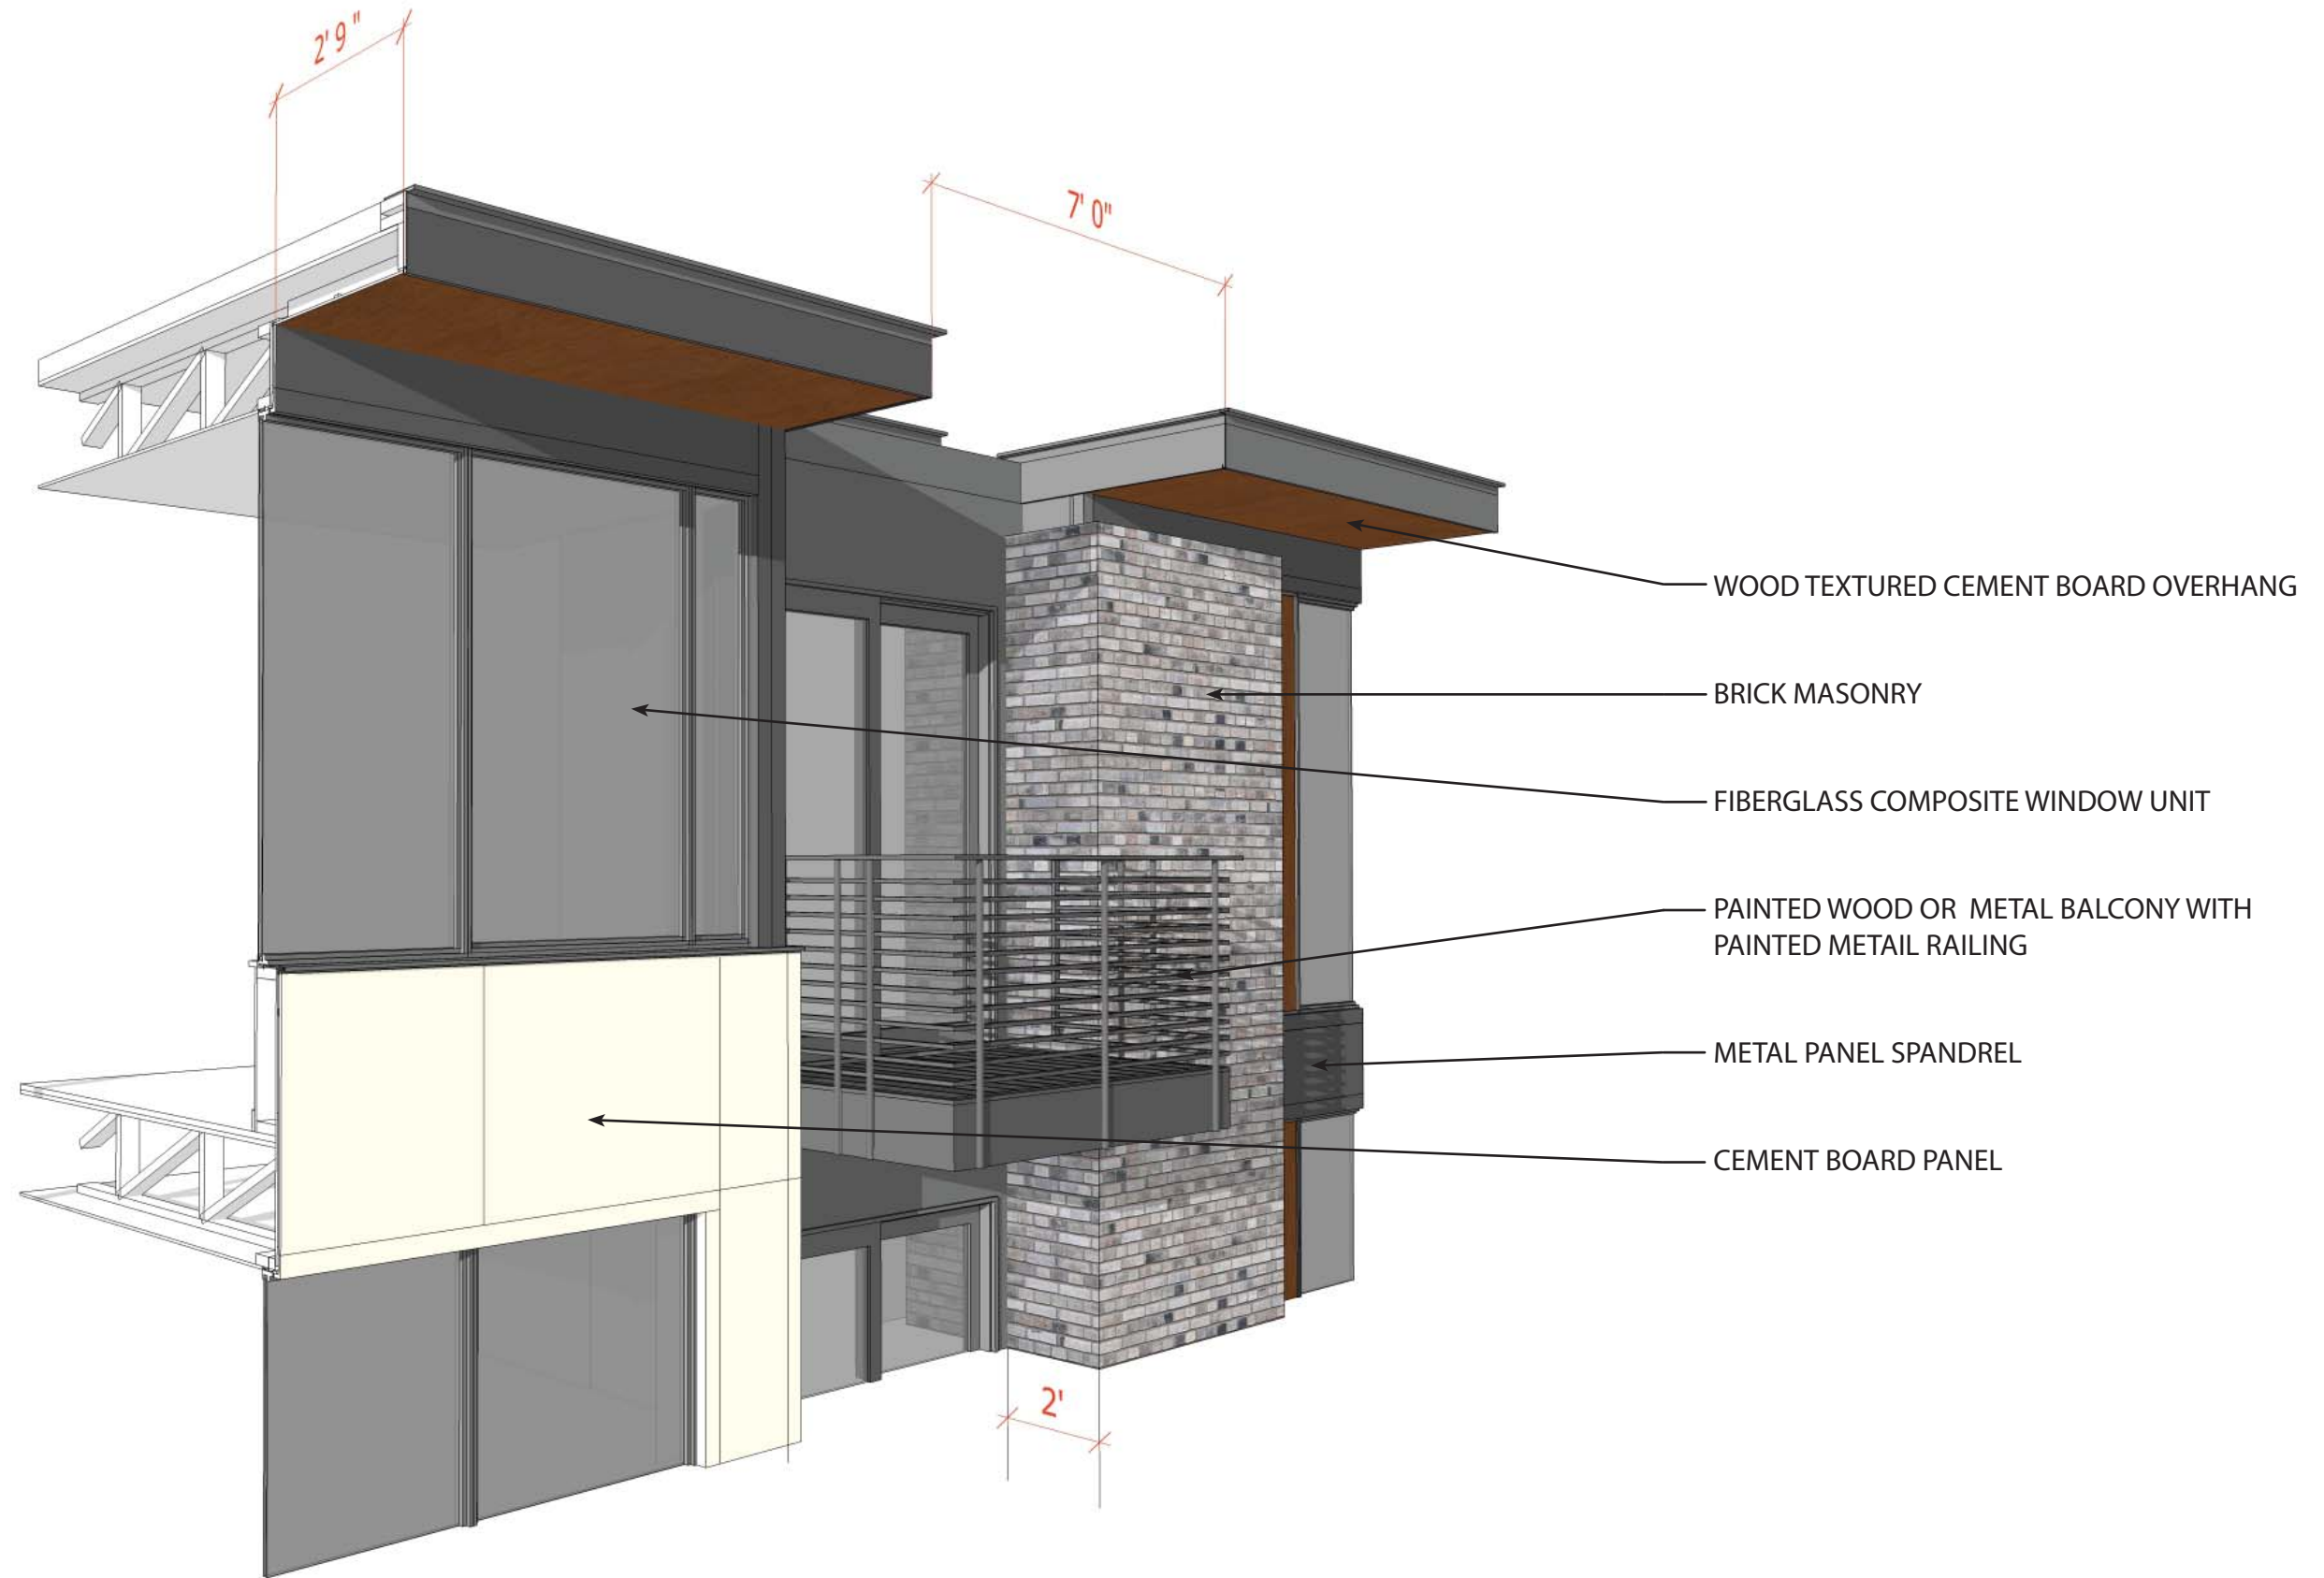 2' 9"
7' 0"
WOOD TEXTURED CEMENT BOARD OVERHANG
BRICK MASONRY
FIBERGLASS COMPOSITE WINDOW UNIT
PAINTED WOOD OR  METAL BALCONY WITH
PAINTED METAIL RAILING
METAL PANEL SPANDREL
CEMENT BOARD PANEL
2'